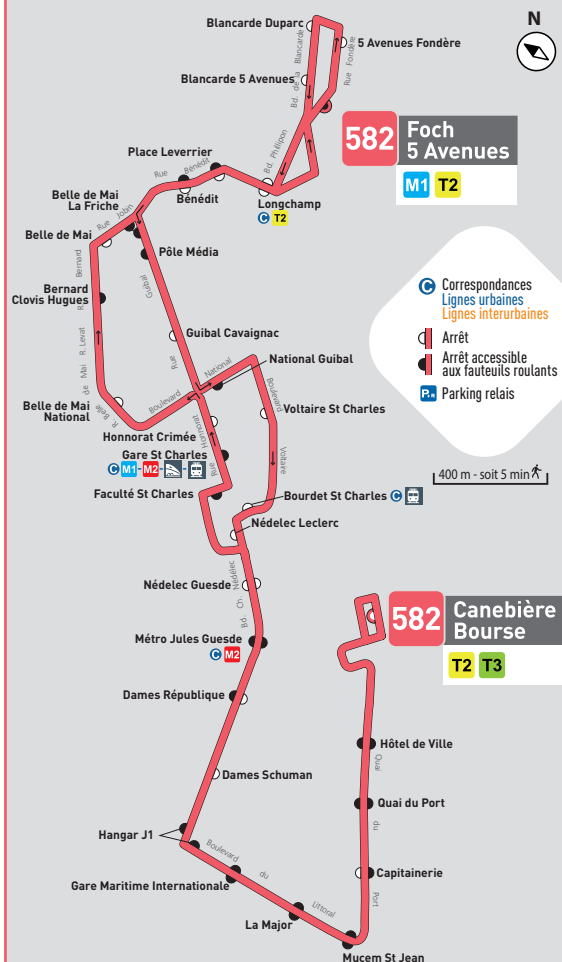 Blancarde Duparc
N
5 Avenues Fondère
Bd. de la Blancarde
Rue Fondère
Blancarde 5 Avenues
582
Foch
5 Avenues
M1 T2
Bd. Philipon
Place Leverrier
Rue Bénédit
Bénédit
Longchamp
C T2
Belle de Mai
La Friche
Rue Jobin
Belle de Mai
Pôle Média
Guibal
Rue
Bernard
Clovis Hugues
R. Bernard
R. Levat
R. Belle de Mai
C Correspondances
Lignes urbaines
Lignes interurbaines
Arrêt
Arrêt accessible
aux fauteuils roulants
P+R Parking relais
Guibal Cavaignac
National Guibal
Boulevard National
Belle de Mai
National
Voltaire St Charles
Boulevard Voltaire
Honnorat Crimée
Rue Honnorat
Gare St Charles
C M1 - M2 -
400 m - soit 5 min
Faculté St Charles
Bourdet St Charles C
Nédelec Leclerc
Nédelec Guesde
Bd. Ch. Nédélec
582
Canebière
Bourse
T2 T3
Métro Jules Guesde
C M2
Dames République
Hôtel de Ville
Quai du Port
Dames Schuman
Quai du Port
Hangar J1
Boulevard du Littoral
Capitainerie
Gare Maritime Internationale
La Major
Mucem St Jean